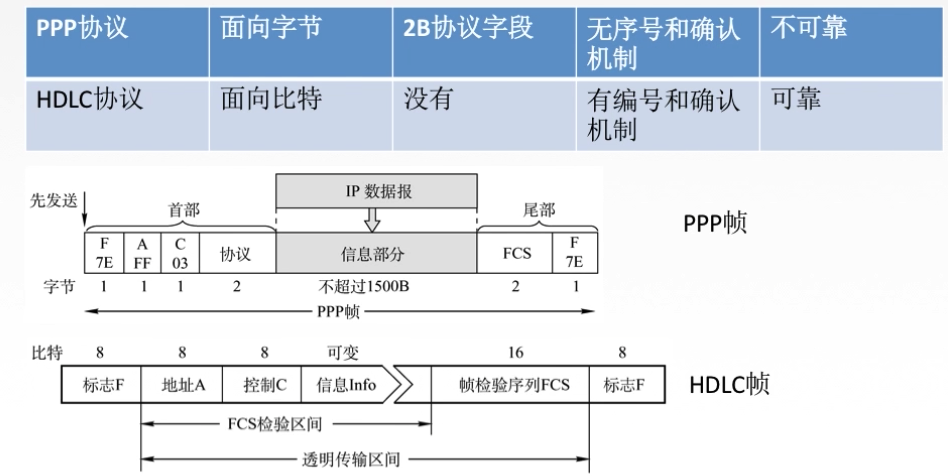 PPP协议 面向字节 2B协议字段 无序号和确认机制 不可靠
HDLC协议 面向比特 没有 有编号和确认机制 可靠
IP 数据报
先发送 首部 尾部
PPP帧
F 7E A FF C 03 协议 信息部分 FCS F 7E
字节 1 1 1 2 不超过1500B 2 1
PPP帧
比特 8 8 8 可变 16 8
标志F 地址A 控制C 信息Info 帧检验序列FCS 标志F HDLC帧
FCS检验区间
透明传输区间